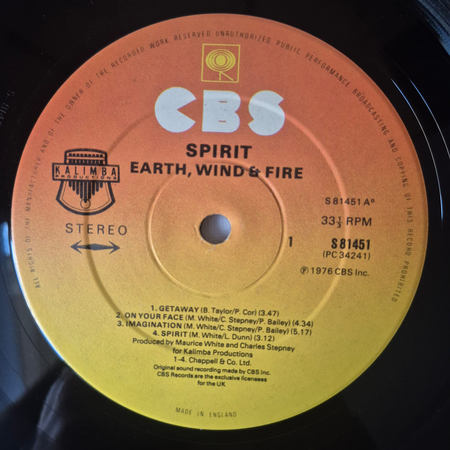 ALL RIGHTS OF THE MANUFACTURER AND OF THE OWNER OF THE RECORDED WORK RESERVED UNAUTHORIZED PUBLIC PERFORMANCE BROADCASTING AND COPYING OF THIS RECORD PROHIBITED
CBS
SPIRIT
EARTH, WIND & FIRE
KALIMBA
PRODUCTIONS
STEREO
S 81451 A°
33⅓ RPM
1
S 81451
(PC 34241)
℗ 1976 CBS Inc.
1. GETAWAY (B. Taylor/P. Cor) (3.47)
2. ON YOUR FACE (M. White/C. Stepney/P. Bailey) (4.34)
3. IMAGINATION (M. White/C. Stepney/P. Bailey) (5.17)
4. SPIRIT (M. White/L. Dunn) (3.12)
Produced by Maurice White and Charles Stepney
for Kalimba Productions
1-4. Chappell & Co. Ltd.
Original sound recording made by CBS Inc.
CBS Records are the exclusive licensees
for the UK
MADE IN ENGLAND